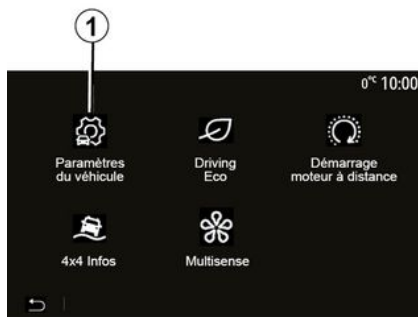 1
0°C 10:00
Paramètres
du véhicule
Driving
Eco
Démarrage
moteur à distance
4x4 Infos
Multisense